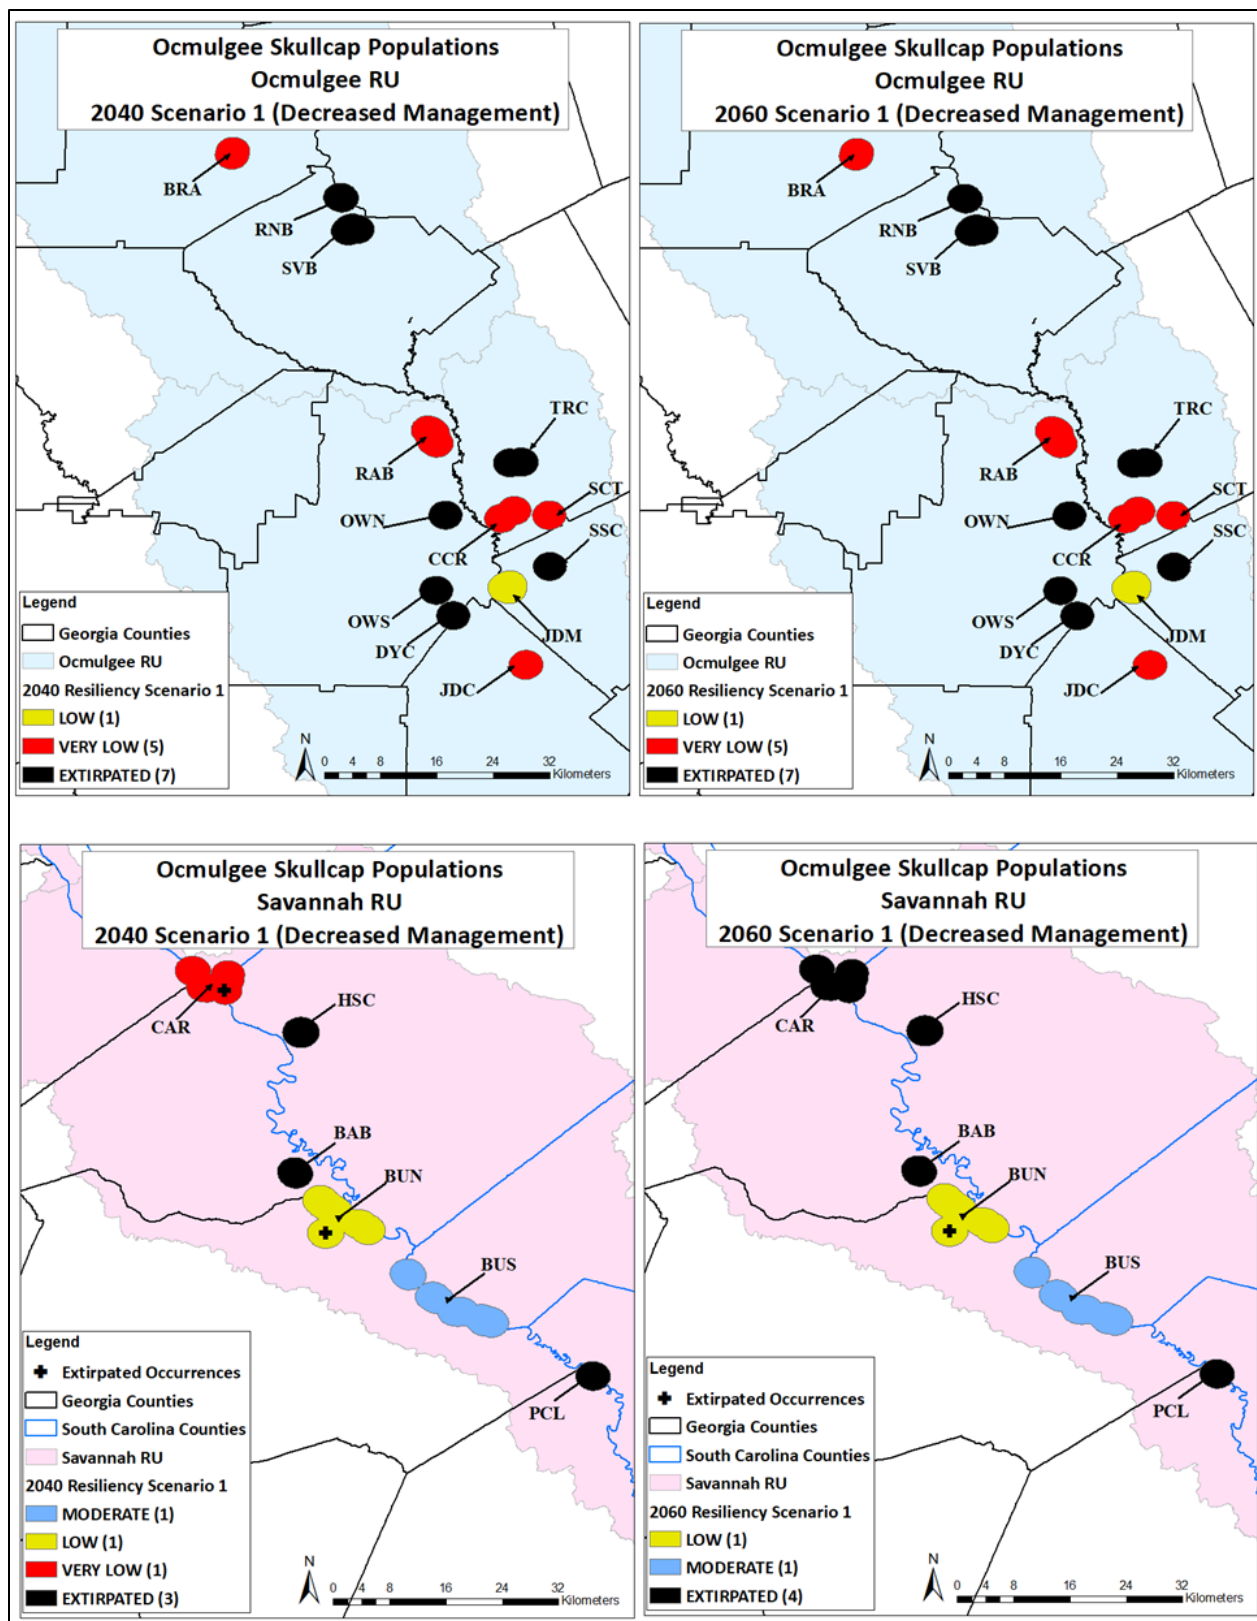 Ocmulgee Skullcap Populations
Ocmulgee RU
2040 Scenario 1 (Decreased Management)
BRA
RNB
SVB
TRC
RAB
SCT
OWN
CCR
SSC
OWS
JDM
DYC
JDC
Legend
Georgia Counties
Ocmulgee RU
2040 Resiliency Scenario 1
LOW (1)
VERY LOW (5)
EXTIRPATED (7)
N
0 4 8 16 24 32
Kilometers
Ocmulgee Skullcap Populations
Ocmulgee RU
2060 Scenario 1 (Decreased Management)
BRA
RNB
SVB
TRC
RAB
SCT
OWN
CCR
SSC
OWS
JDM
DYC
JDC
Legend
Georgia Counties
Ocmulgee RU
2060 Resiliency Scenario 1
LOW (1)
VERY LOW (5)
EXTIRPATED (7)
N
0 4 8 16 24 32
Kilometers
Ocmulgee Skullcap Populations
Savannah RU
2040 Scenario 1 (Decreased Management)
HSC
CAR
BAB
BUN
BUS
PCL
Legend
Extirpated Occurrences
Georgia Counties
South Carolina Counties
Savannah RU
2040 Resiliency Scenario 1
MODERATE (1)
LOW (1)
VERY LOW (1)
EXTIRPATED (3)
N
0 4 8 16 24 32
Kilometers
Ocmulgee Skullcap Populations
Savannah RU
2060 Scenario 1 (Decreased Management)
HSC
CAR
BAB
BUN
BUS
PCL
Legend
Extirpated Occurrences
Georgia Counties
South Carolina Counties
Savannah RU
2060 Resiliency Scenario 1
LOW (1)
MODERATE (1)
EXTIRPATED (4)
N
0 4 8 16 24 32
Kilometers